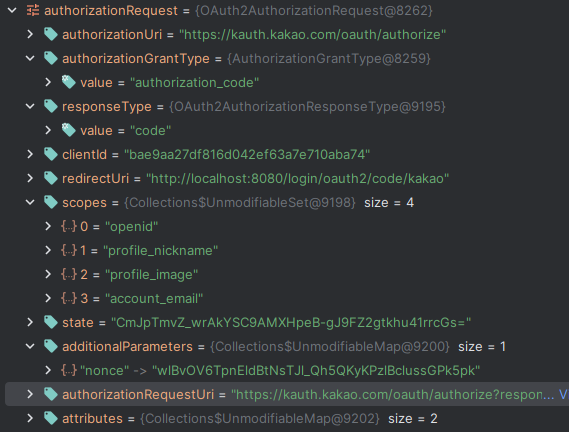 authorizationRequest = {OAuth2AuthorizationRequest@8262}
authorizationUri = "https://kauth.kakao.com/oauth/authorize"
authorizationGrantType = {AuthorizationGrantType@8259}
value = "authorization_code"
responseType = {OAuth2AuthorizationResponseType@9195}
value = "code"
clientId = "bae9aa27df816d042ef63a7e710aba74"
redirectUri = "http://localhost:8080/login/oauth2/code/kakao"
scopes = {Collections$UnmodifiableSet@9198} size = 4
{..} 0 = "openid"
{..} 1 = "profile_nickname"
{..} 2 = "profile_image"
{..} 3 = "account_email"
state = "CmJpTmvZ_wrAkYSC9AMXHpeB-gJ9FZ2gtkhu41rrcGs="
additionalParameters = {Collections$UnmodifiableMap@9200} size = 1
{..} "nonce" -> "wlBvOV6TpnEldBtNsTJl_Qh5QKyKPzlBclussGPk5pk"
authorizationRequestUri = "https://kauth.kakao.com/oauth/authorize?respon... V
attributes = {Collections$UnmodifiableMap@9202} size = 2